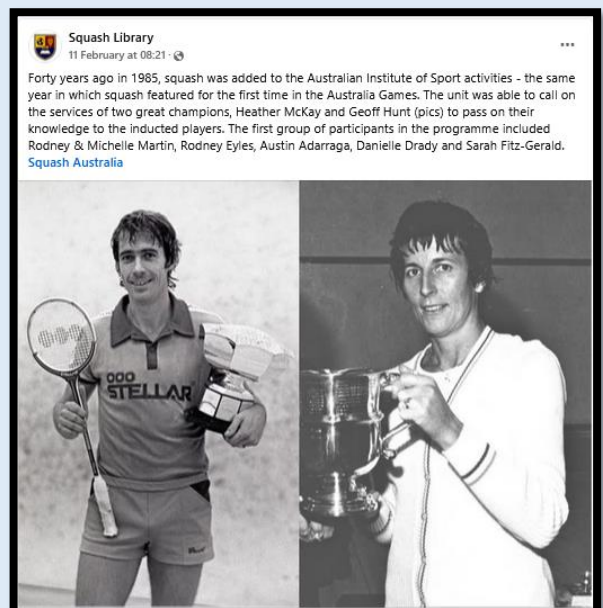 Squash Library
11 February at 08:21 ·
Forty years ago in 1985, squash was added to the Australian Institute of Sport activities - the same
year in which squash featured for the first time in the Australia Games. The unit was able to call on
the services of two great champions, Heather McKay and Geoff Hunt (pics) to pass on their
knowledge to the inducted players. The first group of participants in the programme included
Rodney & Michelle Martin, Rodney Eyles, Austin Adarraga, Danielle Drady and Sarah Fitz-Gerald.
Squash Australia
STELLAR